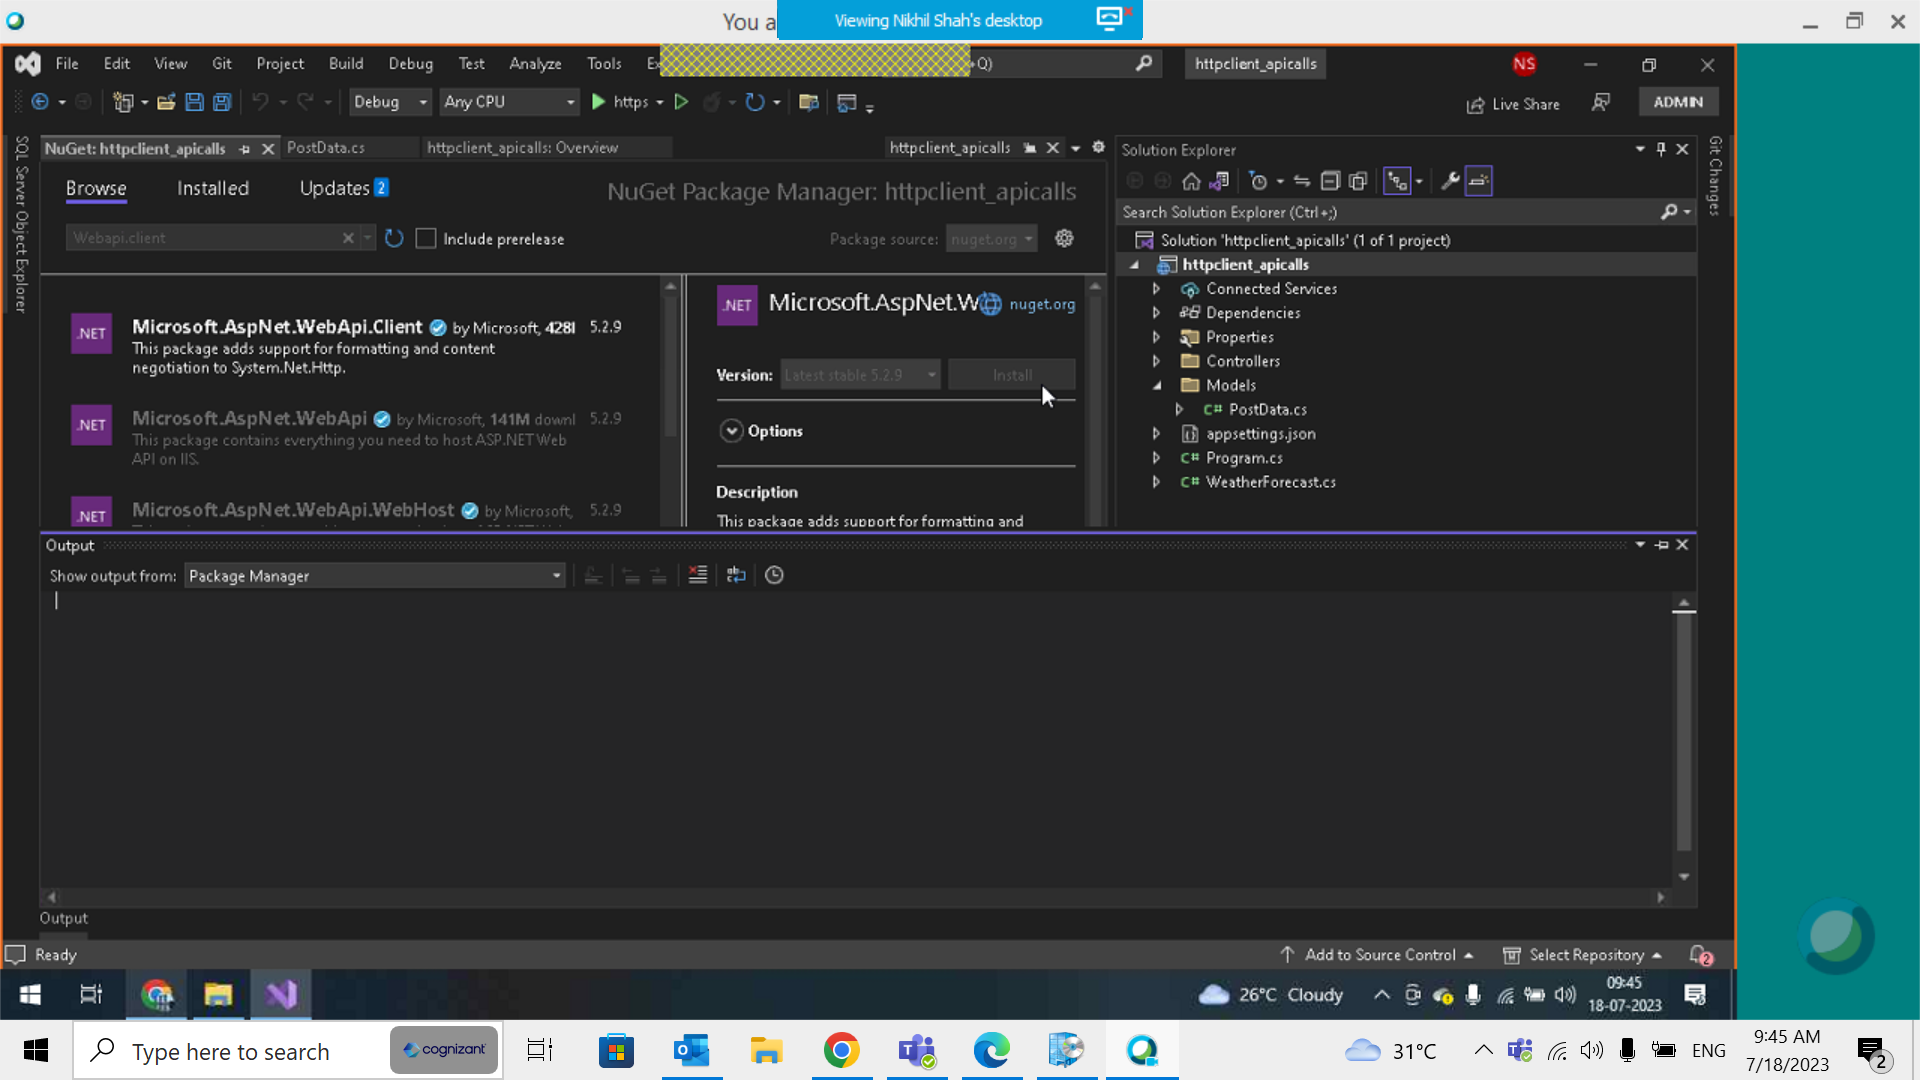 You a
Viewing Nikhil Shah's desktop
File Edit View Git Project Build Debug Test Analyze Tools
+Q)
httpclient_apicalls
NS
Debug
Any CPU
https
Live Share
ADMIN
SQL Server Object Explorer
NuGet: httpclient_apicalls
PostData.cs
httpclient_apicalls: Overview
httpclient_apicalls
Browse
Installed
Updates 2
NuGet Package Manager: httpclient_apicalls
Webapi.client
Include prerelease
Package source: nuget.org
.NET
Microsoft.AspNet.WebApi.Client by Microsoft, 428 5.2.9
This package adds support for formatting and content
negotiation to System.Net.Http.
.NET
Microsoft.AspNet.WebApi by Microsoft, 141M downl 5.2.9
This package contains everything you need to host ASP.NET Web
API on IIS.
.NET
Microsoft.AspNet.WebApi.WebHost by Microsoft, 5.2.9
.NET
Microsoft.AspNet.W nuget.org
Version: Latest stable 5.2.9 Install
Options
Description
This package adds support for formatting and
Solution Explorer
Search Solution Explorer (Ctrl+;)
Solution 'httpclient_apicalls' (1 of 1 project)
httpclient_apicalls
Connected Services
Dependencies
Properties
Controllers
Models
C# PostData.cs
appsettings.json
C# Program.cs
C# WeatherForecast.cs
Git Changes
Output
Show output from: Package Manager
Output
Ready
Add to Source Control
Select Repository
2
26°C Cloudy
09:45
18-07-2023
Type here to search
cognizant
31°C
ENG
9:45 AM
7/18/2023
2